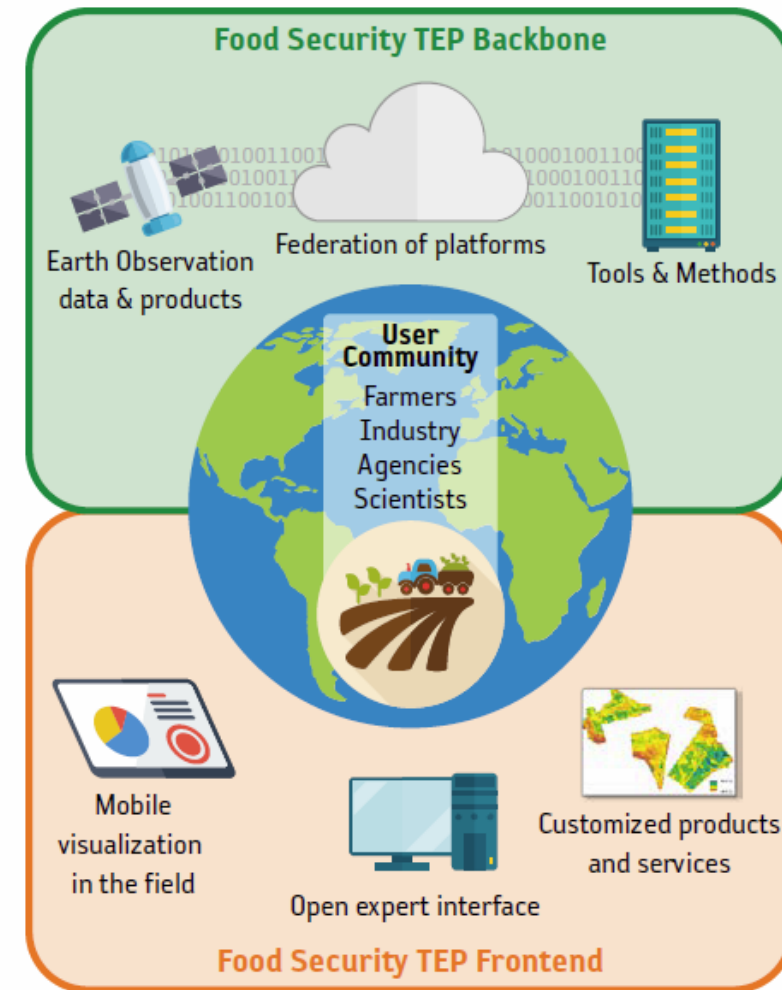 Food Security TEP Backbone
Earth Observation
data & products
Federation of platforms
Tools & Methods
User
Community
Farmers
Industry
Agencies
Scientists
Mobile
visualization
in the field
Open expert interface
Customized products
and services
Food Security TEP Frontend